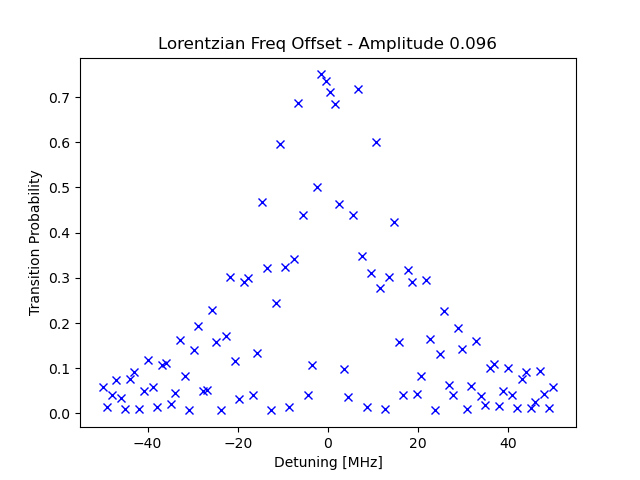 Lorentzian Freq Offset - Amplitude 0.096
0.7
0.6
0.5
0.4
0.3
0.2
0.1
0.0
Transition Probability
−40 −20 0 20 40
Detuning [MHz]